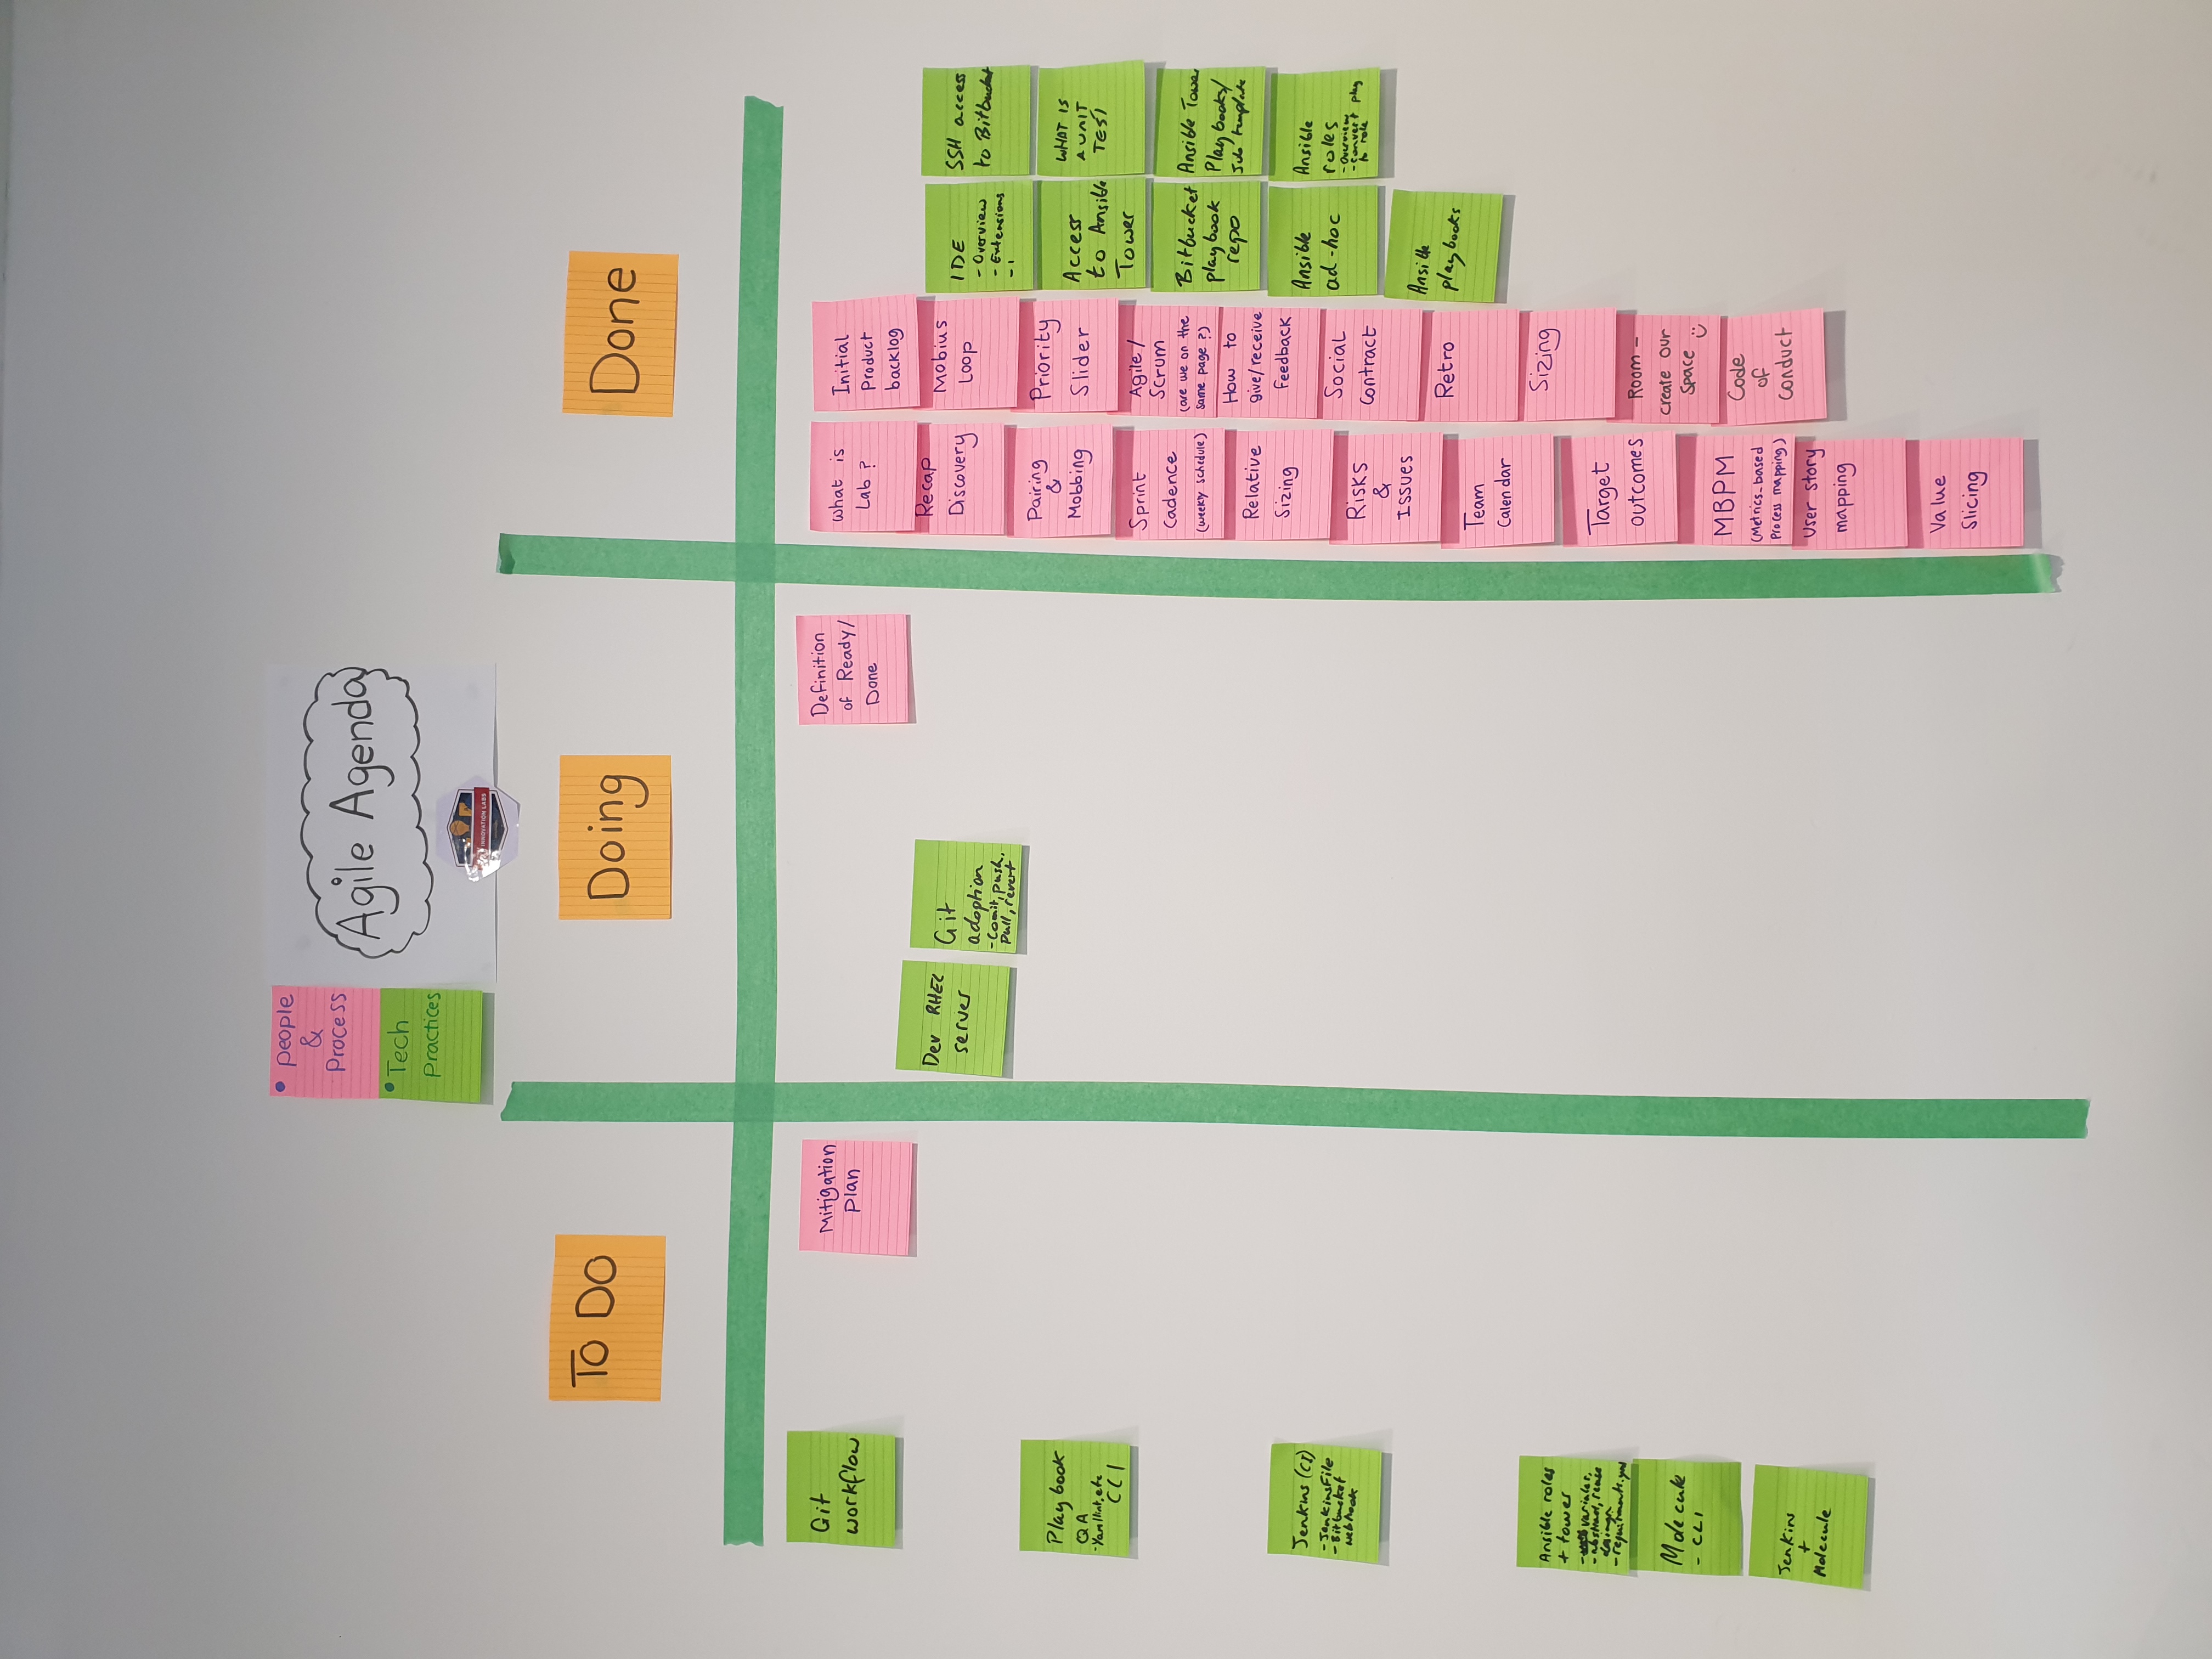 • People
&
Process
• Tech
Practices
Agile Agenda
INNOVATION LABS
To Do
Doing
Done
Git
workflow
Mitigation
Plan
Playbook
QA
-Yamllint, etc
CLI
Jenkins (CI)
- JenkinsFile
- Bitbucket
webhook
Ansible roles
+ tower
- variables,
- abstract, reuse
design
- requirements.yml
Molecule
- CLI
Jenkins
+
Molecule
Definition
of Ready/
Done
Dev RHEL
server
Git
adoption
- Comit, push,
Pull, revert
What is
Lab?
Recap
Discovery
Pairing
&
Mobbing
Sprint
Cadence
(weekly schedule)
Relative
Sizing
Risks
&
Issues
Team
Calendar
Target
outcomes
MBPM
(Metrics-based
Process mapping)
User story
mapping
Value
Slicing
Initial
Product
backlog
Mobius
Loop
Priority
Slider
Agile/
Scrum
(are we on the
same page?)
How to
give/receive
feedback
Social
Contract
Retro
Sizing
Room -
create our
Space
Code
of
Conduct
IDE
- Overview
- Extensions
- !
Access
to Ansible
Tower
Bitbucket
playbook
repo
Ansible
ad-hoc
Ansible
playbooks
SSH access
to Bitbucket
WHAT IS
A UNIT
TEST
Ansible Tower
Playbooks/
Job template
Ansible
roles
- Overview
- Convert play
to role